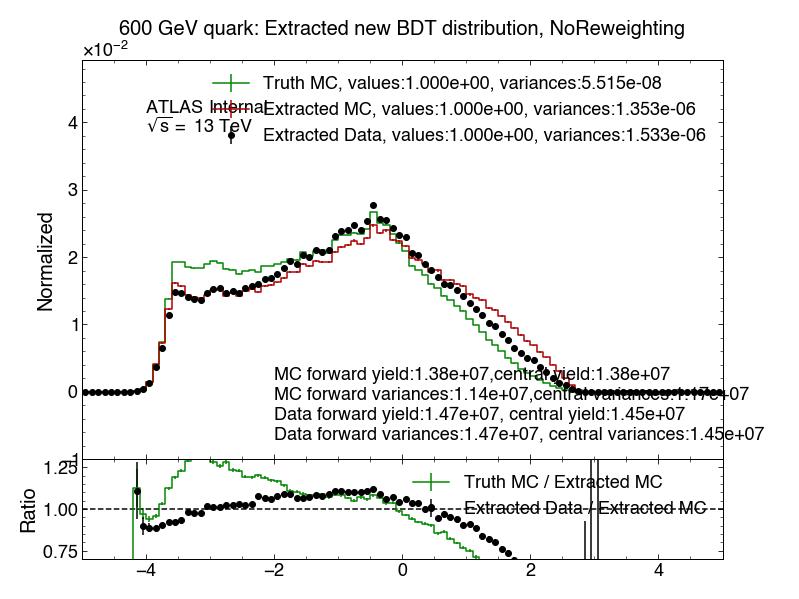 600 GeV quark: Extracted new BDT distribution, NoReweighting
×10−2
Truth MC, values:1.000e+00, variances:5.515e-08
ATLAS Internal
Extracted MC, values:1.000e+00, variances:1.353e-06
√s = 13 TeV
Extracted Data, values:1.000e+00, variances:1.533e-06
4
3
2
1
0
Normalized
MC forward yield:1.38e+07,central yield:1.38e+07
MC forward variances:1.14e+07,central variances:1.17e+07
Data forward yield:1.47e+07, central yield:1.45e+07
Data forward variances:1.47e+07, central variances:1.45e+07
1.25
1.00
0.75
Ratio
Truth MC / Extracted MC
Extracted Data / Extracted MC
−4 −2 0 2 4